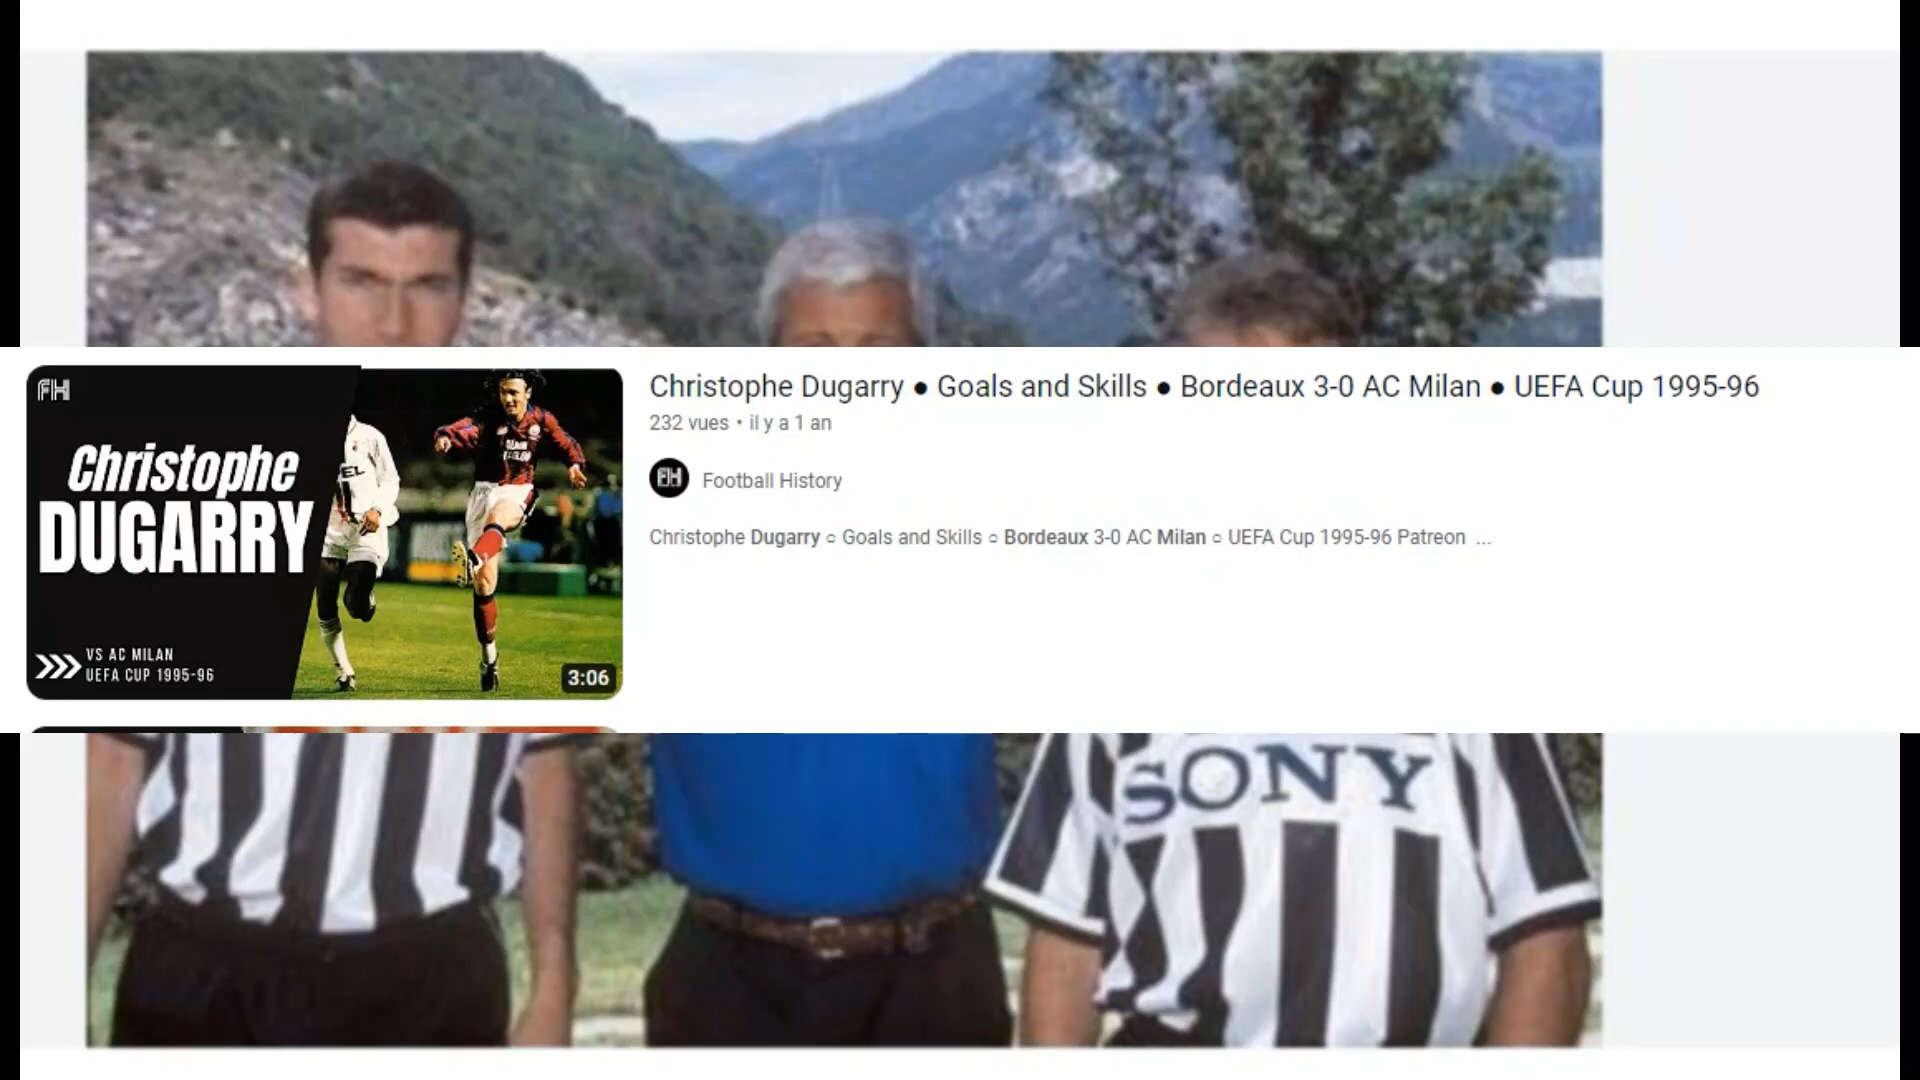 Christophe Dugarry ● Goals and Skills ● Bordeaux 3-0 AC Milan ● UEFA Cup 1995-96
232 vues • il y a 1 an
FH
Football History
Christophe Dugarry ○ Goals and Skills ○ Bordeaux 3-0 AC Milan ○ UEFA Cup 1995-96 Patreon ...
FH
Christophe
DUGARRY
VS AC MILAN
UEFA CUP 1995-96
3:06
SONY